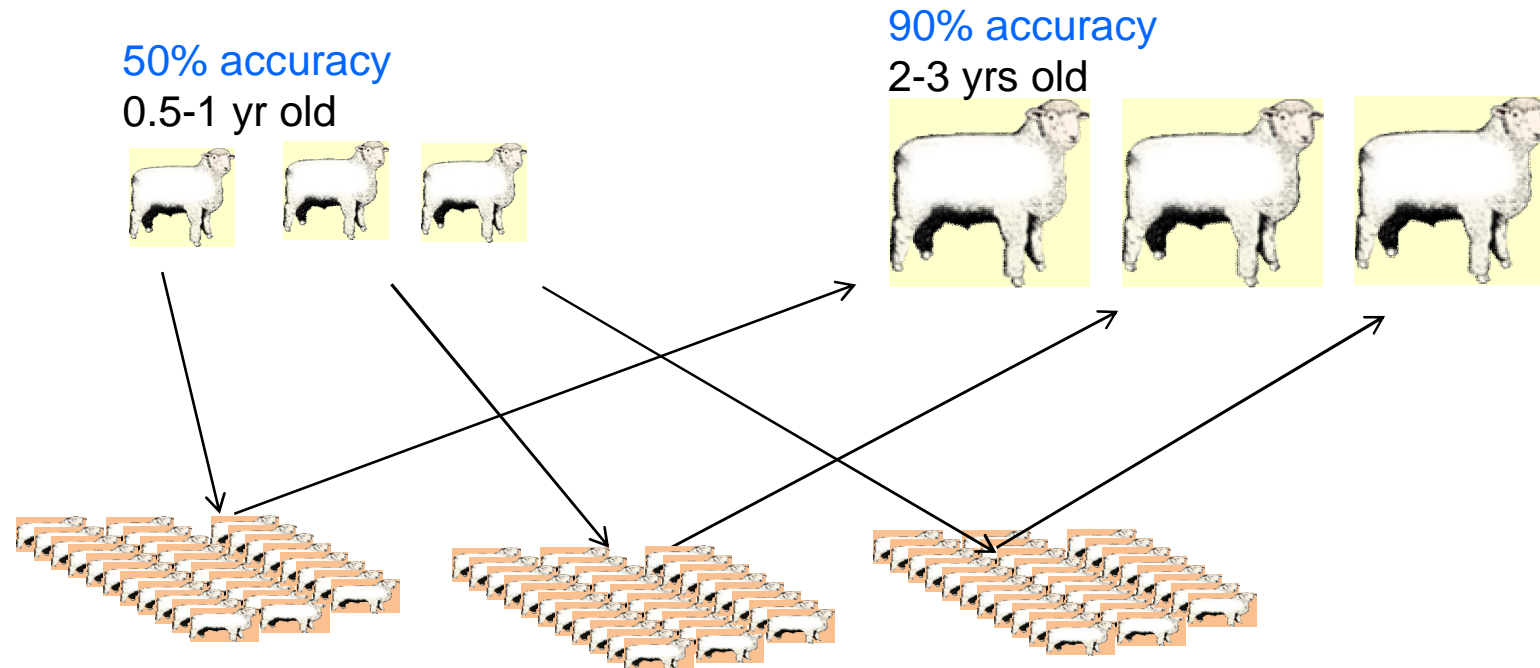 50% accuracy
0.5-1 yr old
90% accuracy
2-3 yrs old